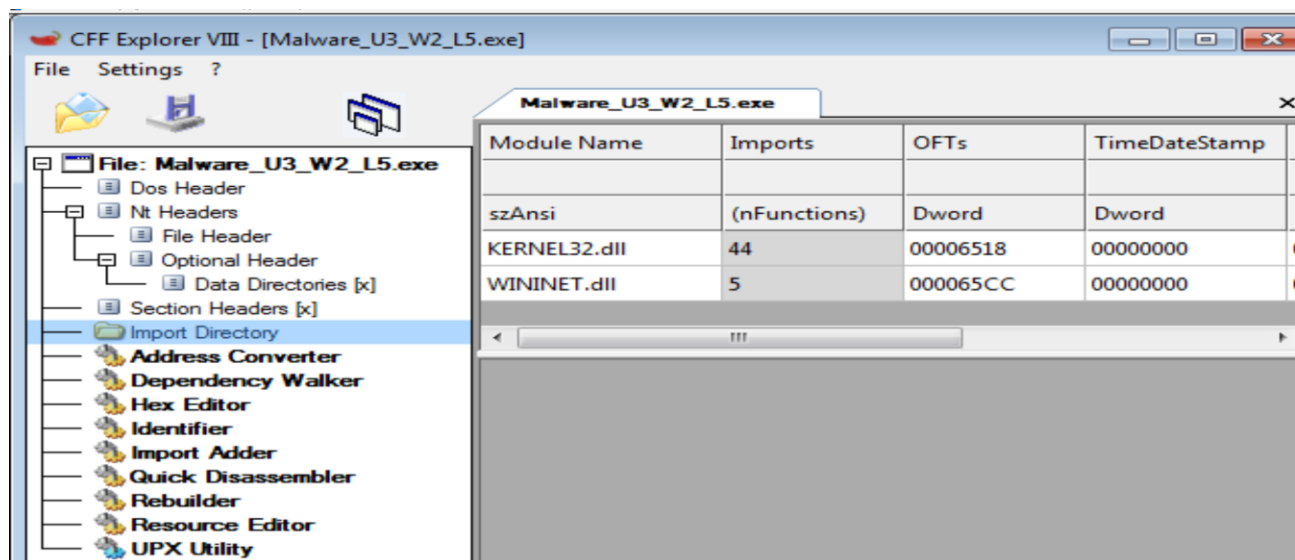 CFF Explorer VIII - [Malware_U3_W2_L5.exe]
File Settings ?
Malware_U3_W2_L5.exe
File: Malware_U3_W2_L5.exe
Dos Header
Nt Headers
File Header
Optional Header
Data Directories [x]
Section Headers [x]
Import Directory
Address Converter
Dependency Walker
Hex Editor
Identifier
Import Adder
Quick Disassembler
Rebuilder
Resource Editor
UPX Utility
Module Name Imports OFTs TimeDateStamp
szAnsi (nFunctions) Dword Dword
KERNEL32.dll 44 00006518 00000000
WININET.dll 5 000065CC 00000000